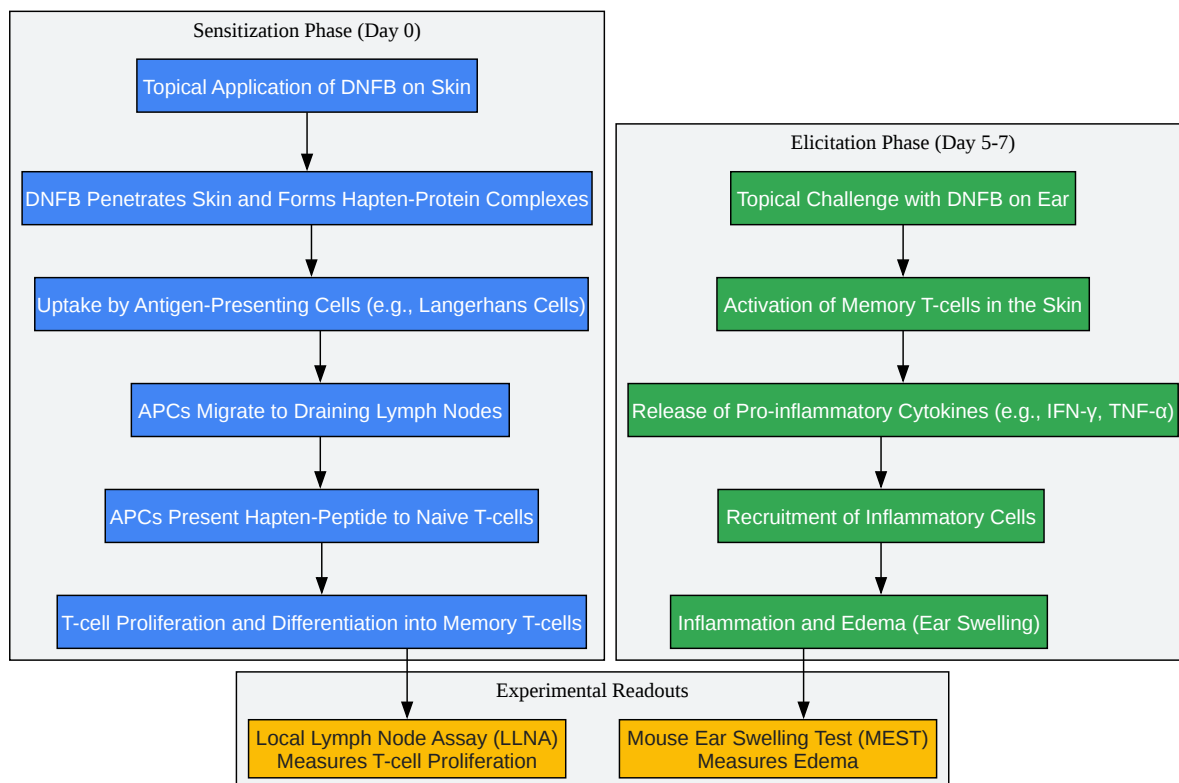 Sensitization Phase (Day 0)
Topical Application of DNFB on Skin
DNFB Penetrates Skin and Forms Hapten-Protein Complexes
Uptake by Antigen-Presenting Cells (e.g., Langerhans Cells)
APCs Migrate to Draining Lymph Nodes
APCs Present Hapten-Peptide to Naive T-cells
T-cell Proliferation and Differentiation into Memory T-cells
Elicitation Phase (Day 5-7)
Topical Challenge with DNFB on Ear
Activation of Memory T-cells in the Skin
Release of Pro-inflammatory Cytokines (e.g., IFN-γ, TNF-α)
Recruitment of Inflammatory Cells
Inflammation and Edema (Ear Swelling)
Experimental Readouts
Local Lymph Node Assay (LLNA)
Measures T-cell Proliferation
Mouse Ear Swelling Test (MEST)
Measures Edema